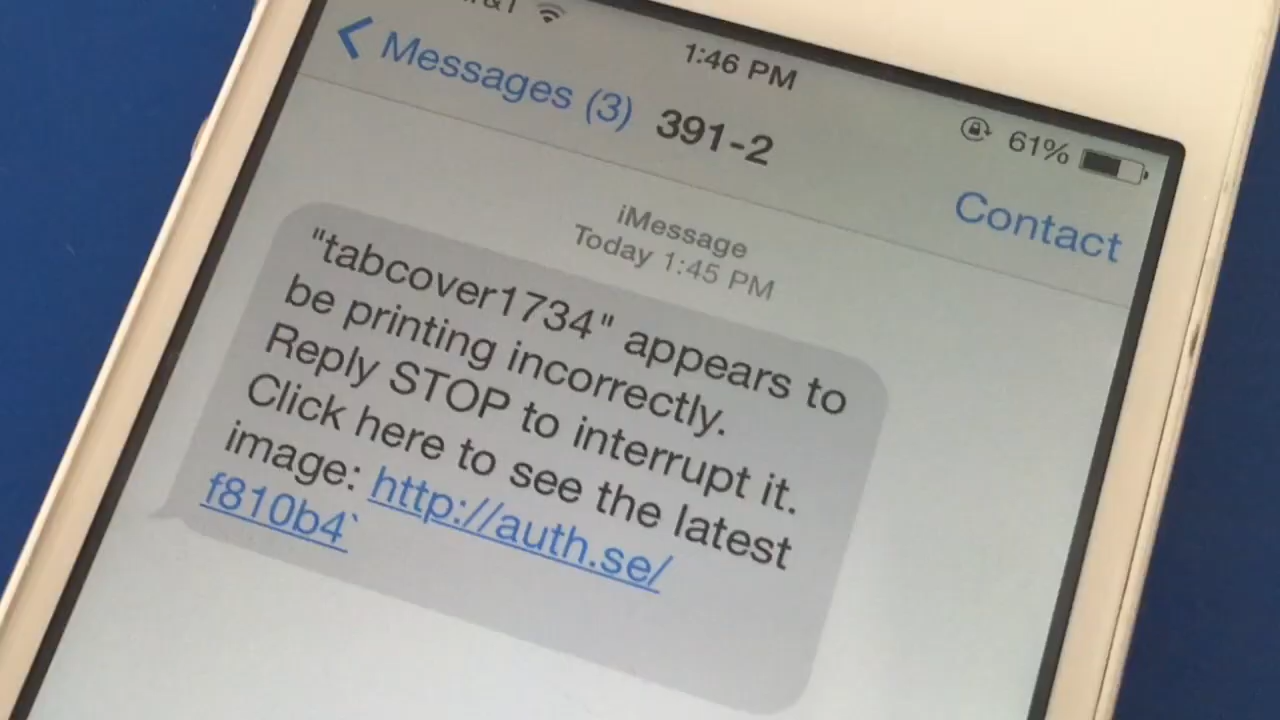 1:46 PM
61%
Messages (3)
391-2
Contact
iMessage
Today 1:45 PM
"tabcover1734" appears to
be printing incorrectly.
Reply STOP to interrupt it.
Click here to see the latest
image: http://auth.se/
f810b4`